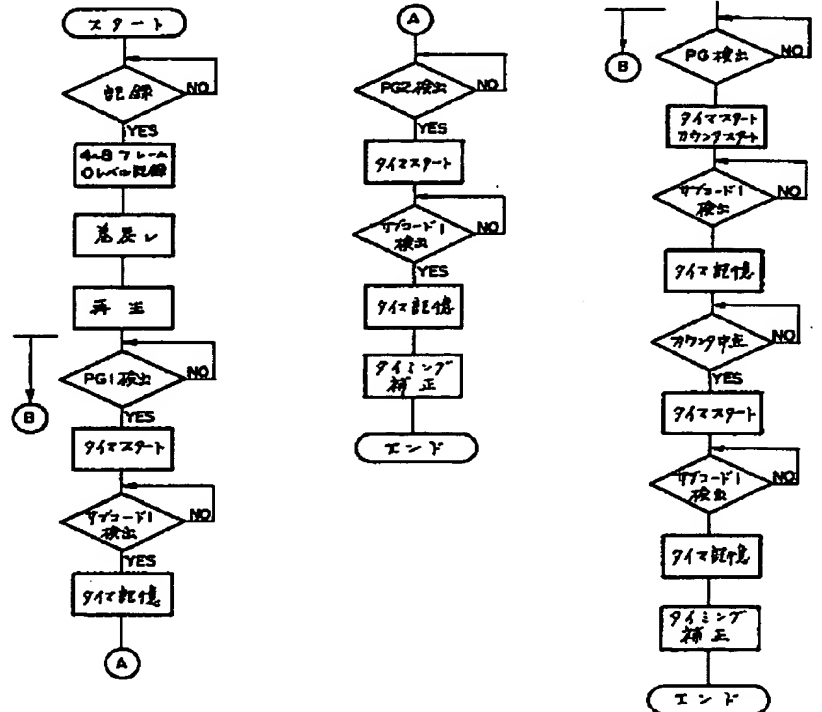 スタート
記録
NO
YES
4~8フレーム
0レベル記録
巻戻し
再生
PG1検出
NO
B
YES
タイマスタート
サブコード1
検出
NO
YES
タイマ記憶
A
A
PG2検出
NO
YES
タイマスタート
サブコード1
検出
NO
YES
タイマ記憶
タイミング
補正
エンド
B
PG検出
NO
タイマスタート
カウンタスタート
サブコード1
検出
NO
タイマ記憶
カウンタ中止
NO
YES
タイマスタート
サブコード1
検出
NO
タイマ記憶
タイミング
補正
エンド